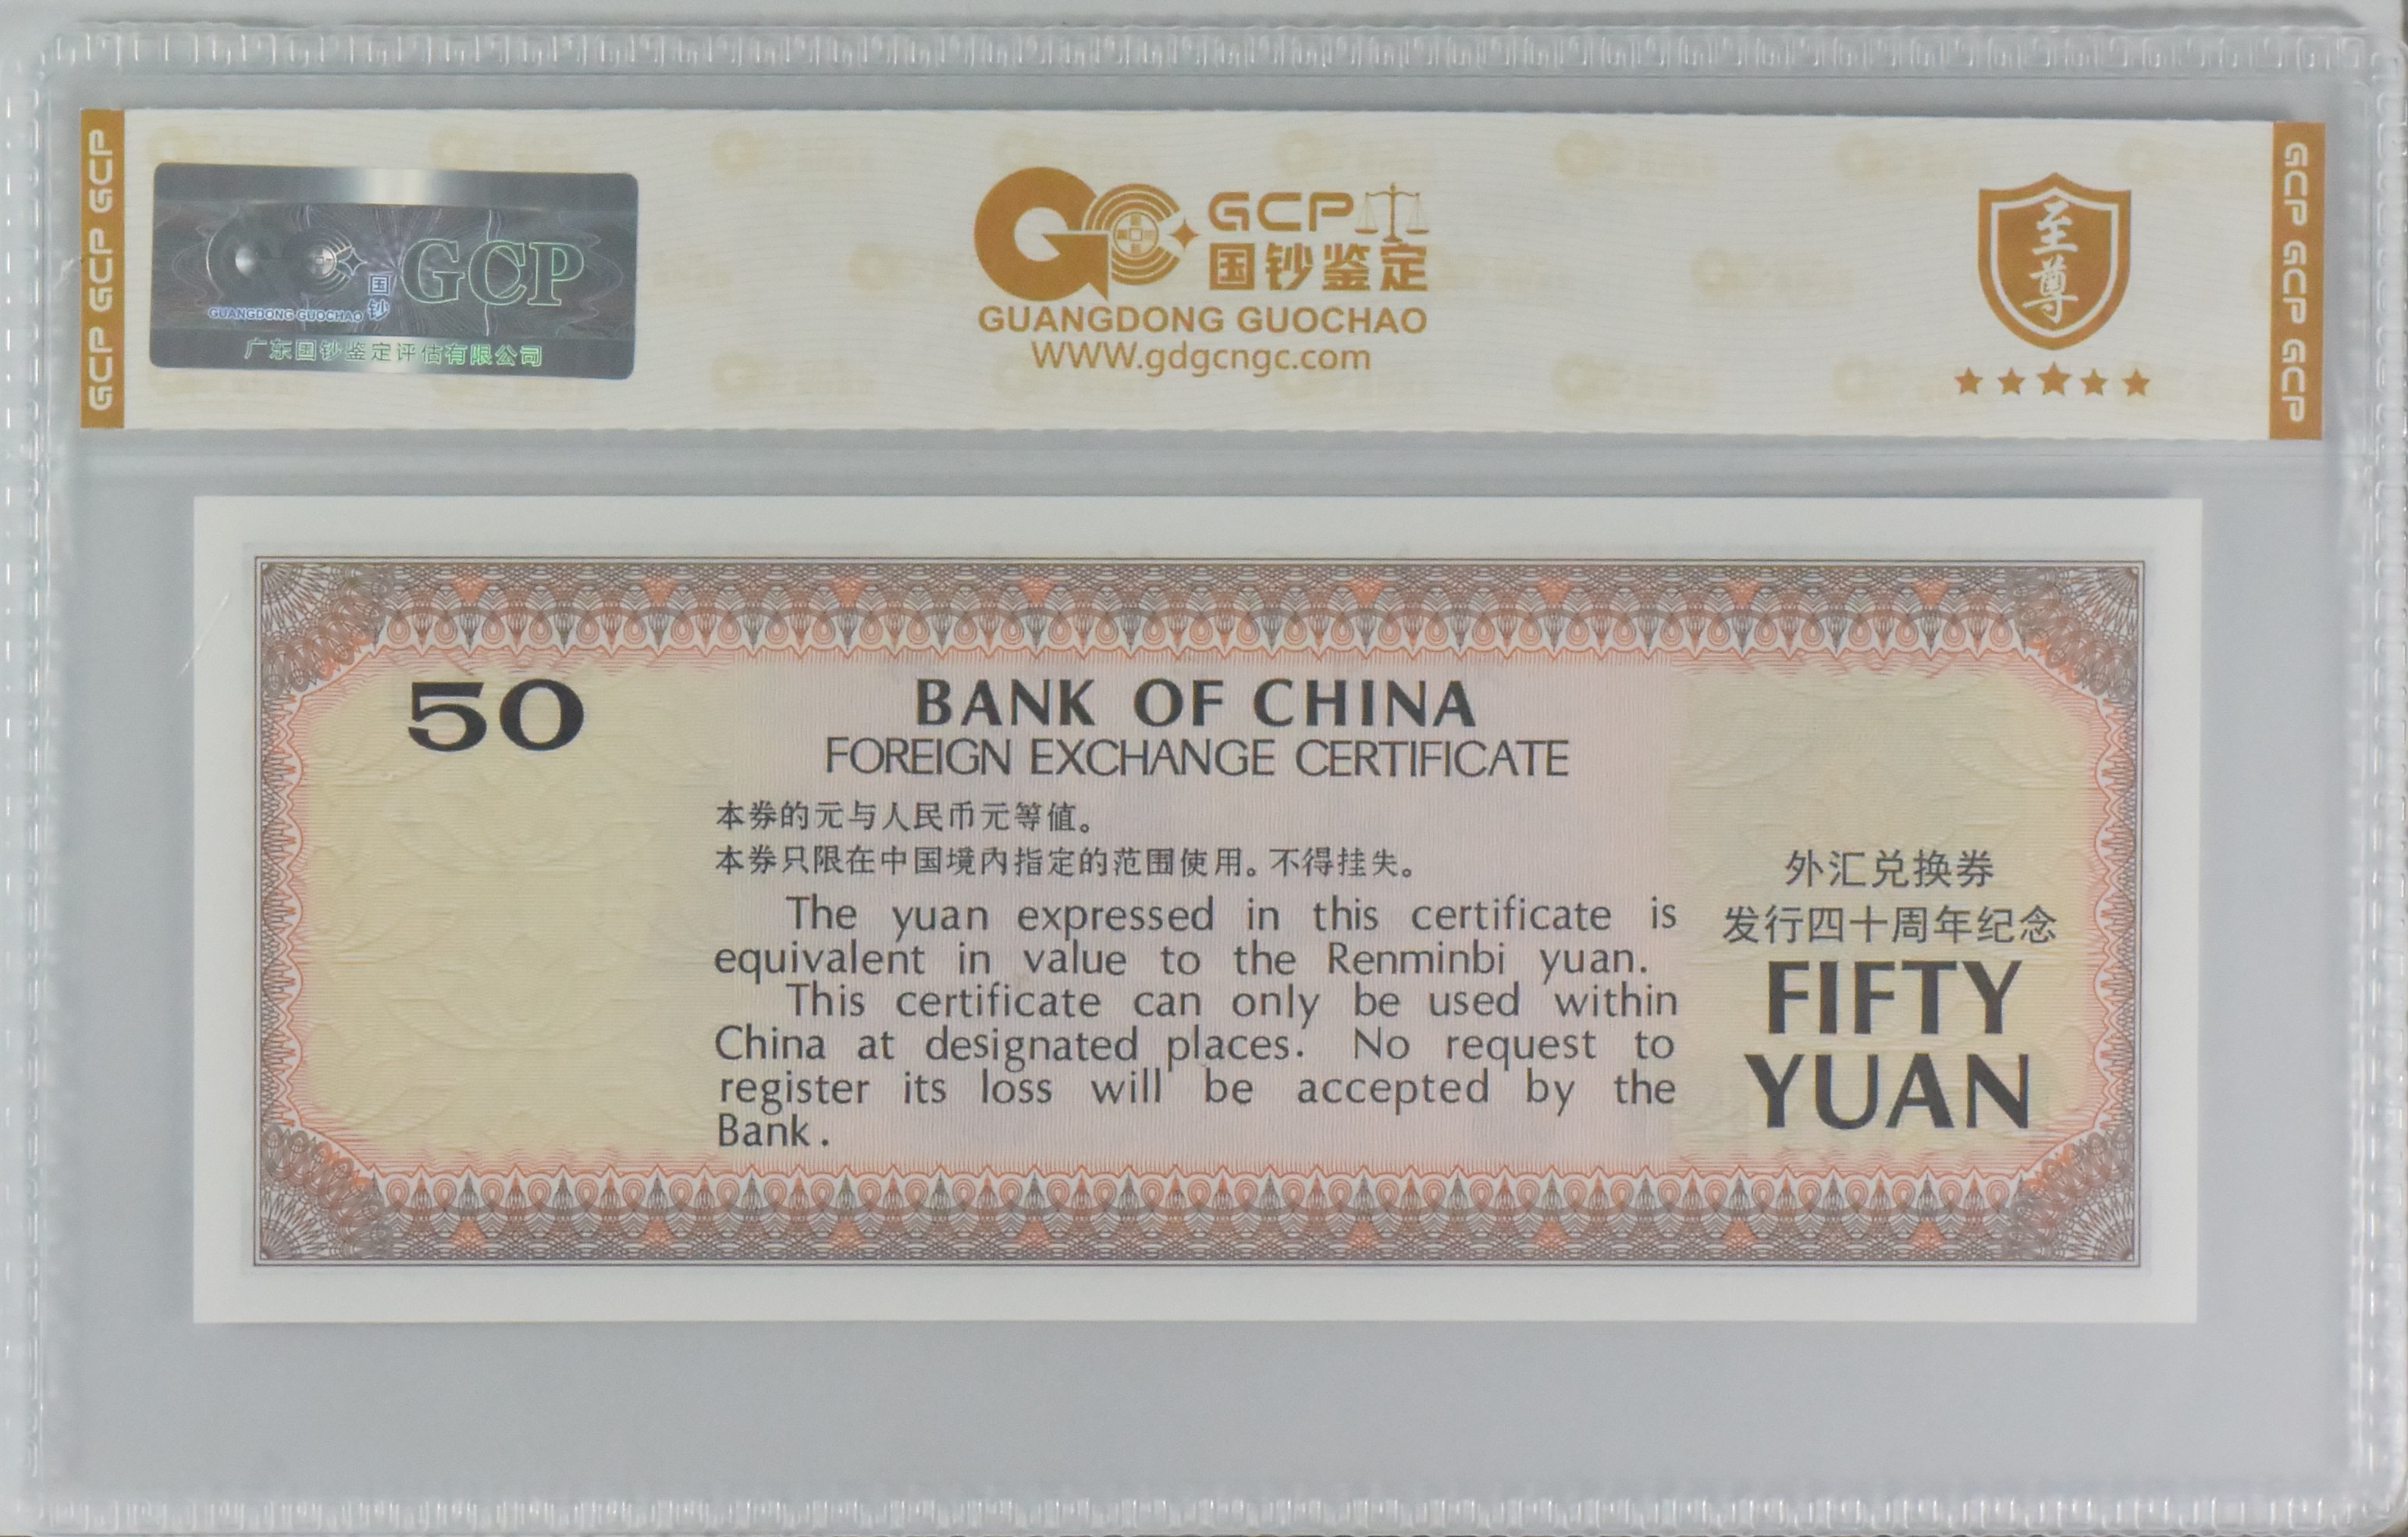 GCP GCP GCP
国钞
GCP
GUANGDONG GUOCHAO
广东国钞鉴定评估有限公司
GCP
国钞鉴定
GUANGDONG GUOCHAO
WWW.gdgcngc.com
至尊
GCP GCP GCP
50
BANK OF CHINA
FOREIGN EXCHANGE CERTIFICATE
本券的元与人民币元等值。
本券只限在中国境内指定的范围使用。不得挂失。
The yuan expressed in this certificate is
equivalent in value to the Renminbi yuan.
This certificate can only be used within
China at designated places. No request to
register its loss will be accepted by the
Bank.
外汇兑换券
发行四十周年纪念
FIFTY
YUAN